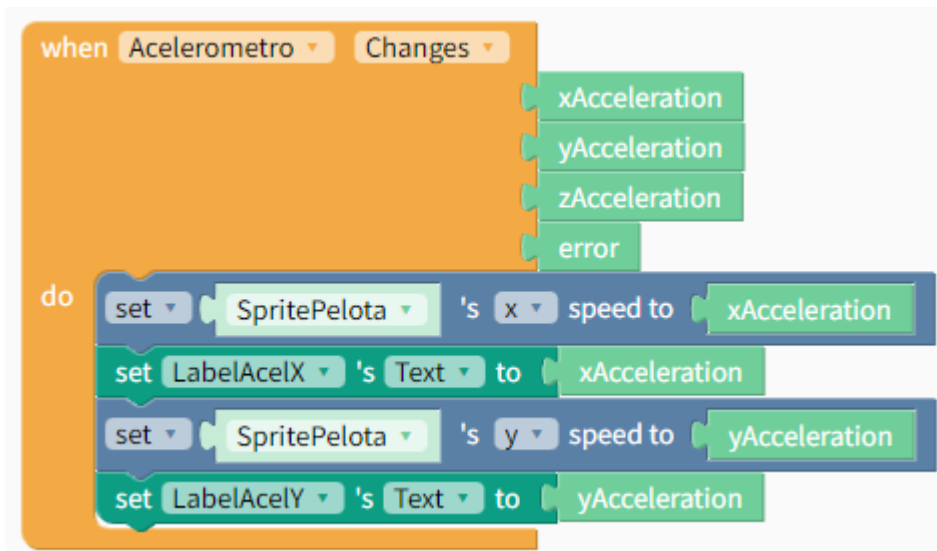 when Acelerometro Changes
xAcceleration
yAcceleration
zAcceleration
error
do
set SpritePelota 's x speed to xAcceleration
set LabelAcelX 's Text to xAcceleration
set SpritePelota 's y speed to yAcceleration
set LabelAcelY 's Text to yAcceleration